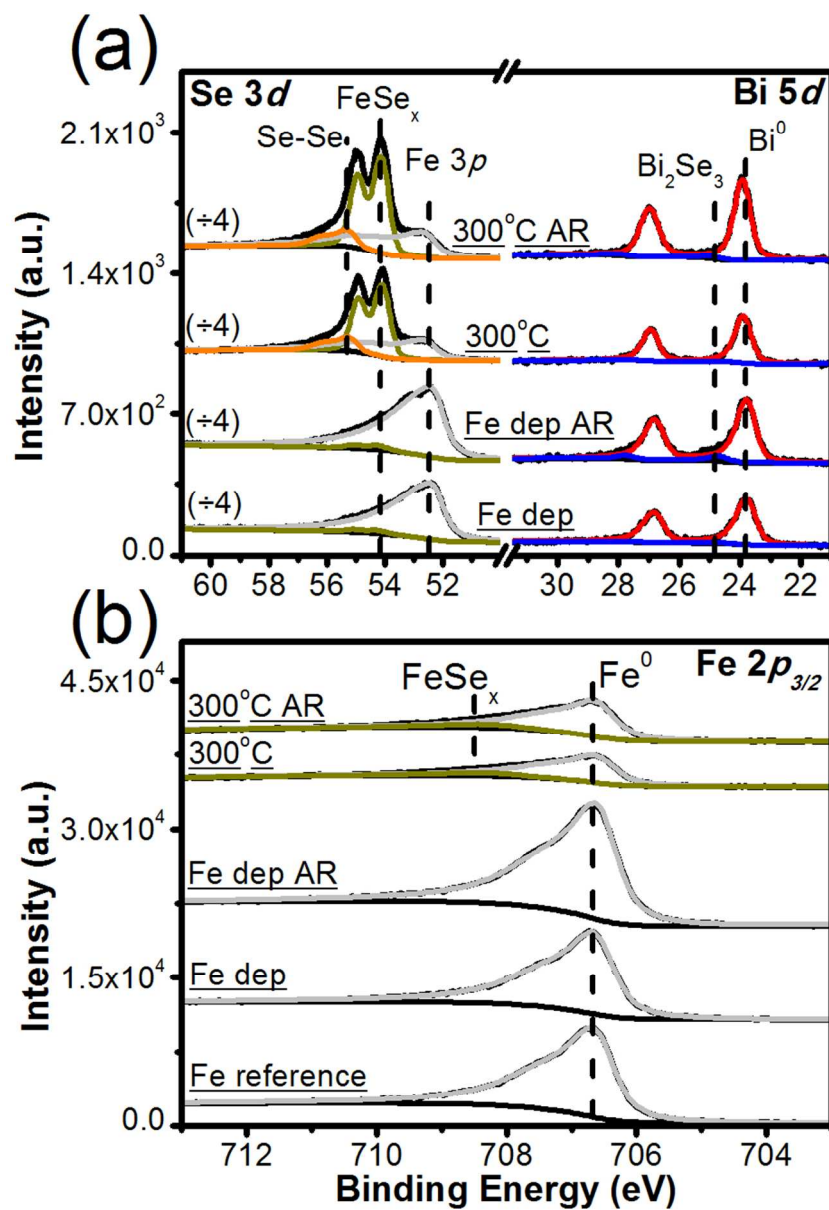 (a)
Se 3d FeSeₓ Bi 5d
Se-Se Fe 3p Bi₂Se₃ Bi⁰
2.1x10³
(÷4) 300°C AR
1.4x10³
(÷4) 300°C
7.0x10²
(÷4) Fe dep AR
(÷4) Fe dep
0.0
Intensity (a.u.)
60 58 56 54 52 30 28 26 24 22
(b)
FeSeₓ Fe⁰ Fe 2p₃/₂
4.5x10⁴
300°C AR
300°C
3.0x10⁴
Fe dep AR
1.5x10⁴
Fe dep
Fe reference
0.0
Intensity (a.u.)
712 710 708 706 704
Binding Energy (eV)